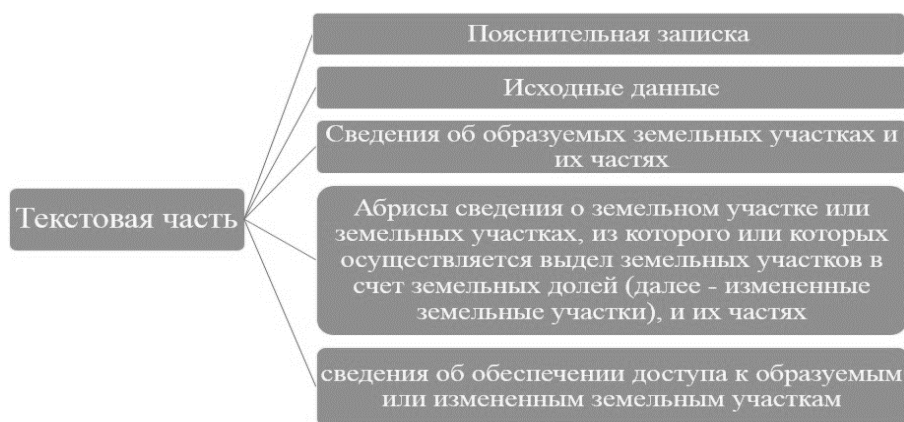 Текстовая часть
Пояснительная записка
Исходные данные
Сведения об образуемых земельных участках и
их частях
Абрисы сведения о земельном участке или
земельных участках, из которого или которых
осуществляется выдел земельных участков в
счет земельных долей (далее - измененные
земельные участки), и их частях
сведения об обеспечении доступа к образуемым
или измененным земельным участкам